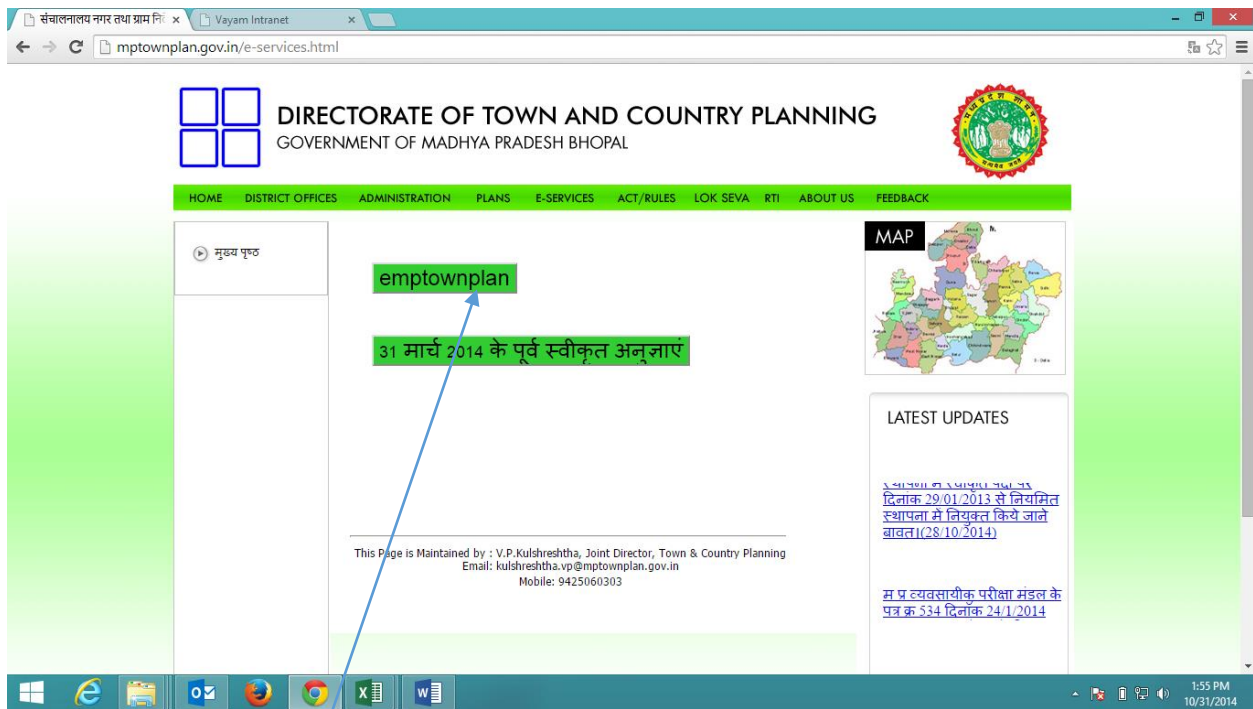 संचालनालय नगर तथा ग्राम
Vayam Intranet
mptownplan.gov.in/e-services.html
DIRECTORATE OF TOWN AND COUNTRY PLANNING
GOVERNMENT OF MADHYA PRADESH BHOPAL
HOME DISTRICT OFFICES ADMINISTRATION PLANS E-SERVICES ACT/RULES LOK SEVA RTI ABOUT US FEEDBACK
मुख्य पृष्ठ
emptownplan
31 मार्च 2014 के पूर्व स्वीकृत अनुज्ञाएं
MAP
LATEST UPDATES
स्थापना में स्वीकृत पदों पर
दिनांक 29/01/2013 से नियमित
स्थापना में नियुक्त किये जाने
बावत।(28/10/2014)
म प्र व्यवसायीक परीक्षा मंडल के
पत्र क्र 534 दिनॉक 24/1/2014
This Page is Maintained by : V.P.Kulshreshtha, Joint Director, Town & Country Planning
Email: kulshreshtha.vp@mptownplan.gov.in
Mobile: 9425060303
1:55 PM
10/31/2014